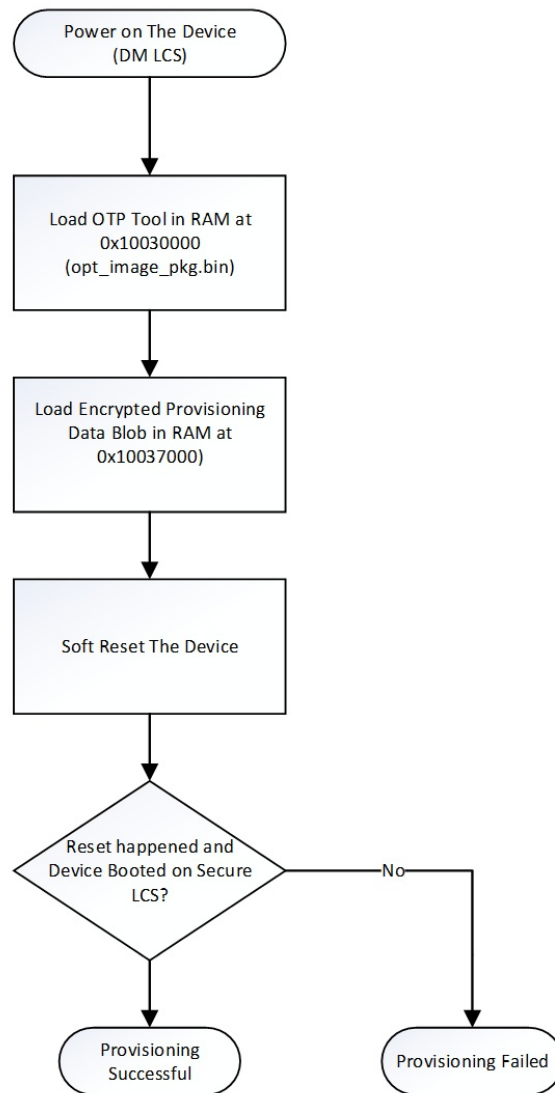 Power on The Device
(DM LCS)
Load OTP Tool in RAM at
0x10030000
(opt_image_pkg.bin)
Load Encrypted Provisioning
Data Blob in RAM at
0x10037000)
Soft Reset The Device
Reset happened and
Device Booted on Secure
LCS?
No
Provisioning
Successful
Provisioning Failed